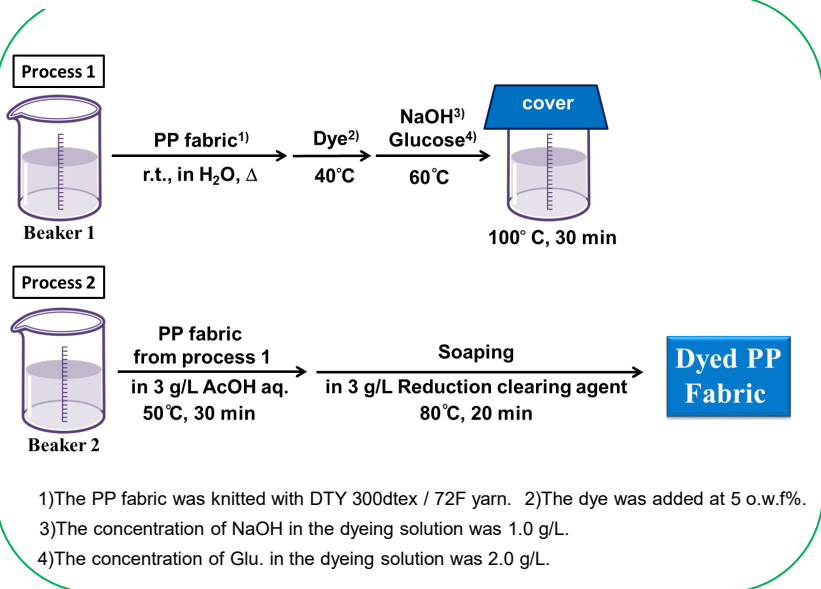 Process 1
PP fabric1)
r.t., in H2O, Δ
Dye2)
40℃
NaOH3)
Glucose4)
60℃
cover
Beaker 1
100° C, 30 min
Process 2
PP fabric
from process 1
in 3 g/L AcOH aq.
50℃, 30 min
Soaping
in 3 g/L Reduction clearing agent
80℃, 20 min
Dyed PP
Fabric
Beaker 2
1)The PP fabric was knitted with DTY 300dtex / 72F yarn. 2)The dye was added at 5 o.w.f%.
3)The concentration of NaOH in the dyeing solution was 1.0 g/L.
4)The concentration of Glu. in the dyeing solution was 2.0 g/L.